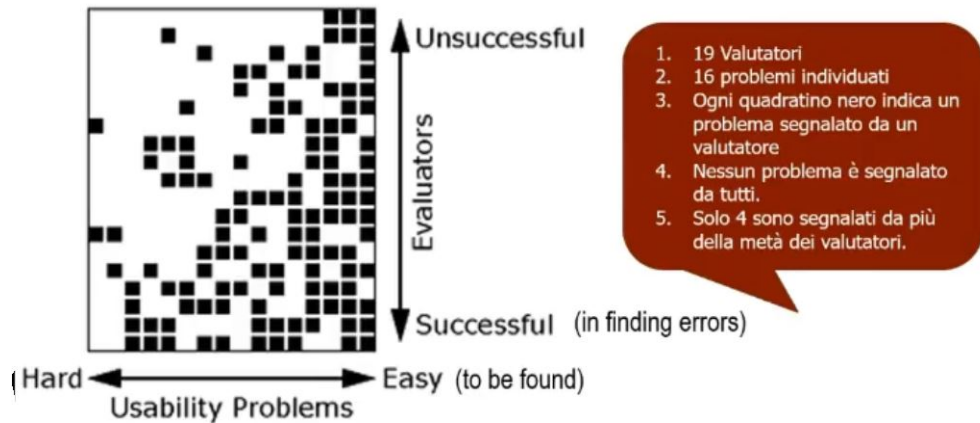 Unsuccessful
Evaluators
Successful (in finding errors)
Hard
Easy (to be found)
Usability Problems
1. 19 Valutatori
2. 16 problemi individuati
3. Ogni quadratino nero indica un
problema segnalato da un
valutatore
4. Nessun problema è segnalato
da tutti.
5. Solo 4 sono segnalati da più
della metà dei valutatori.